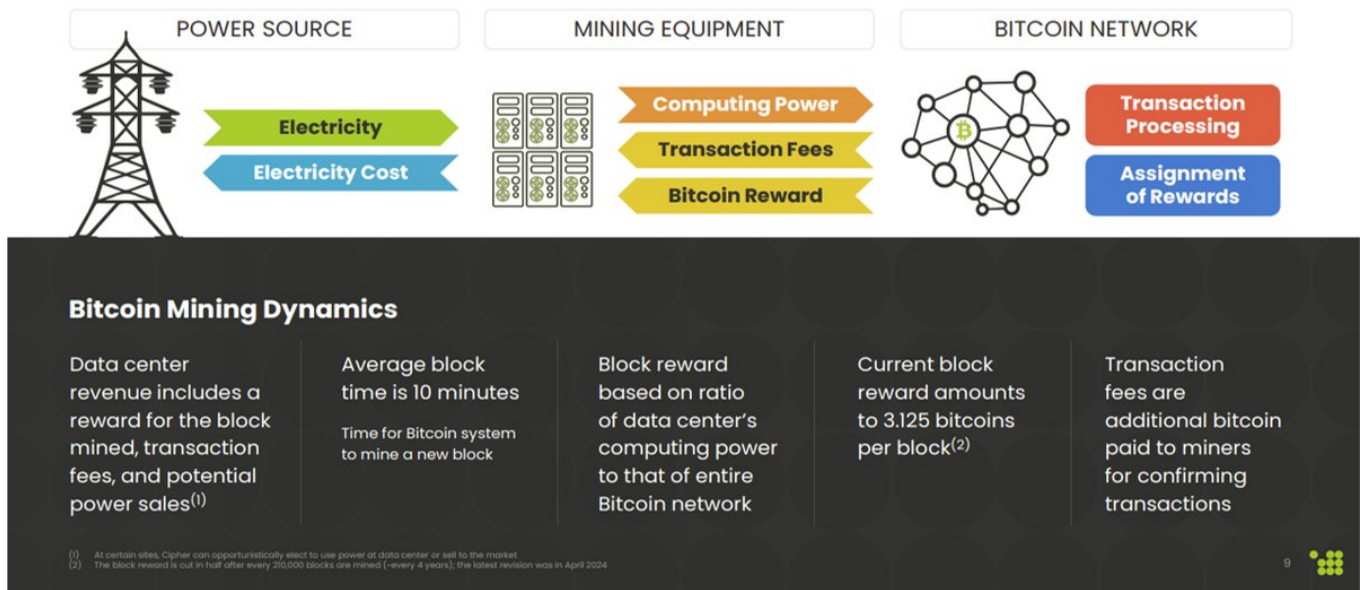 POWER SOURCE
MINING EQUIPMENT
BITCOIN NETWORK
Electricity
Electricity Cost
Computing Power
Transaction Fees
Bitcoin Reward
Transaction
Processing
Assignment
of Rewards
Bitcoin Mining Dynamics
Data center
revenue includes a
reward for the block
mined, transaction
fees, and potential
power sales(1)
Average block
time is 10 minutes
Time for Bitcoin system
to mine a new block
Block reward
based on ratio
of data center's
computing power
to that of entire
Bitcoin network
Current block
reward amounts
to 3.125 bitcoins
per block(2)
Transaction
fees are
additional bitcoin
paid to miners
for confirming
transactions
(1) At certain sites, Cipher can opportunistically elect to use power at data center or sell to the market
(2) The block reward is cut in half after every 210,000 blocks are mined (~every 4 years); the latest revision was in April 2024
9